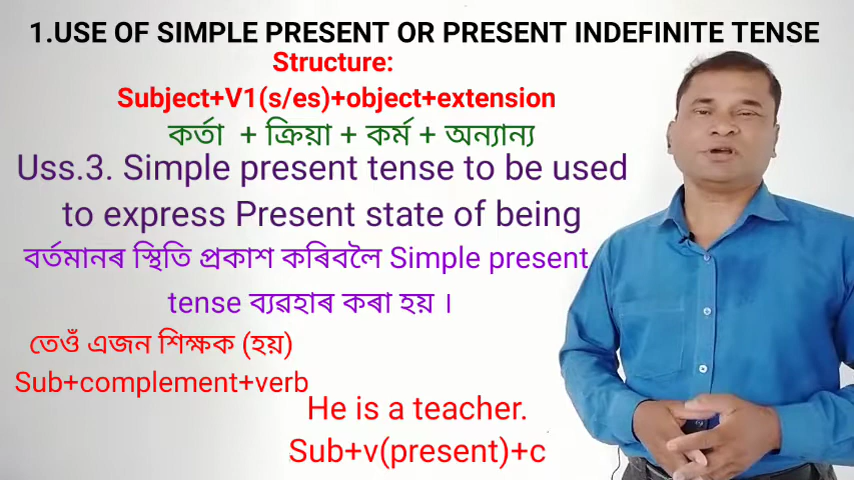 1.USE OF SIMPLE PRESENT OR PRESENT INDEFINITE TENSE
Structure:
Subject+V1(s/es)+object+extension
কৰ্তা + ক্ৰিয়া + কৰ্ম + অন্যান্য
Uss.3. Simple present tense to be used
to express Present state of being
বৰ্তমানৰ স্থিতি প্ৰকাশ কৰিবলৈ Simple present
tense ব্যৱহাৰ কৰা হয় ।
তেওঁ এজন শিক্ষক (হয়)
Sub+complement+verb
He is a teacher.
Sub+v(present)+c